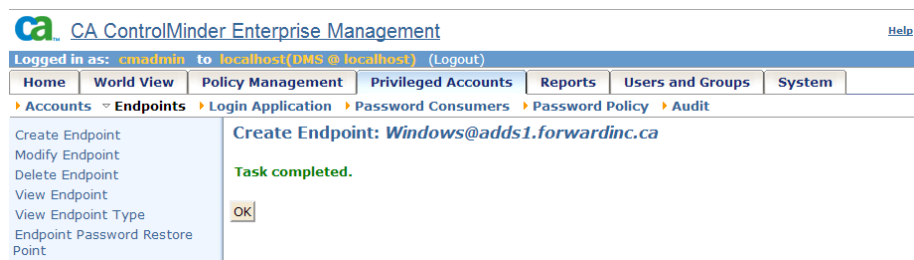 ca CA ControlMinder Enterprise Management Help
Logged in as: cmadmin to localhost(DMS @ localhost) (Logout)
Home World View Policy Management Privileged Accounts Reports Users and Groups System
Accounts Endpoints Login Application Password Consumers Password Policy Audit
Create Endpoint
Modify Endpoint
Delete Endpoint
View Endpoint
View Endpoint Type
Endpoint Password Restore
Point
Create Endpoint: Windows@adds1.forwardinc.ca
Task completed.
OK